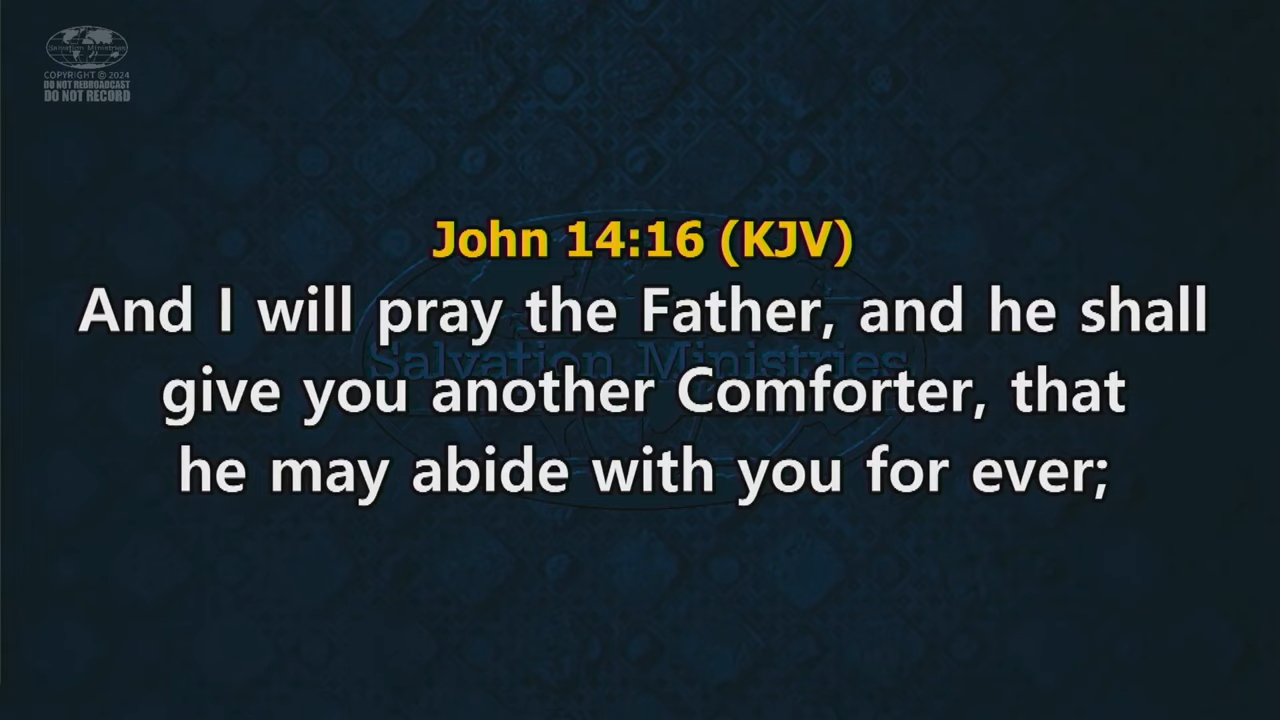 Salvation Ministries
COPYRIGHT © 2024
DO NOT REBROADCAST
DO NOT RECORD
John 14:16 (KJV)
And I will pray the Father, and he shall
Salvation Ministries
give you another Comforter, that
he may abide with you for ever;